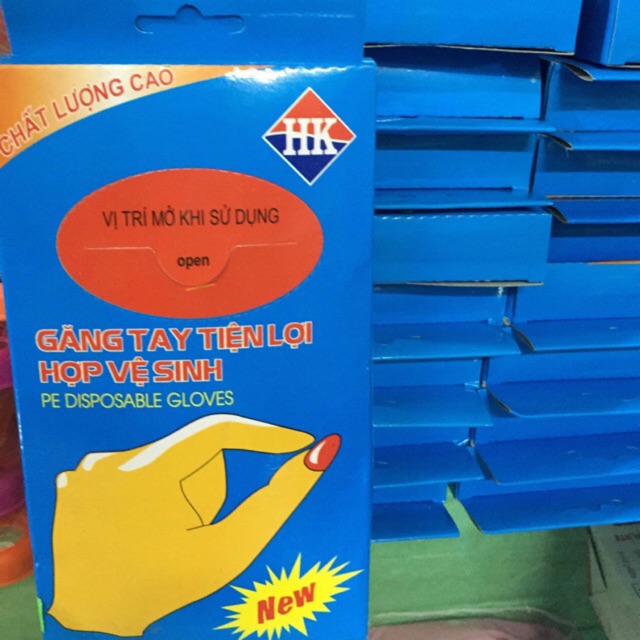 CHẤT LƯỢNG CAO
HK
VỊ TRÍ MỞ KHI SỬ DỤNG
open
GĂNG TAY TIỆN LỢI
HỢP VỆ SINH
PE DISPOSABLE GLOVES
New